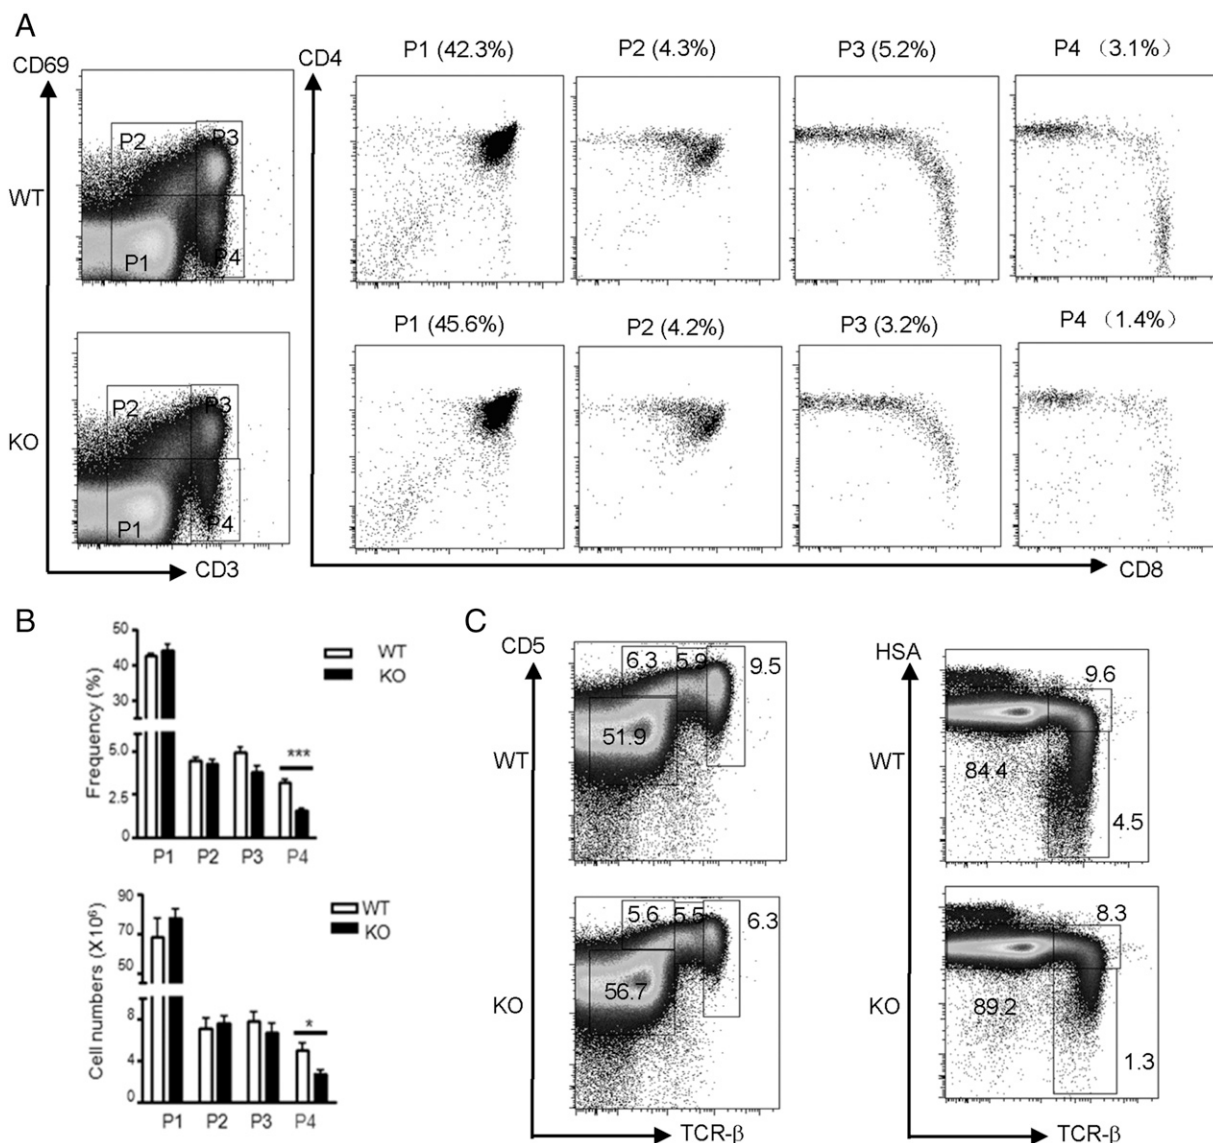 A
CD69
CD4
P1 (42.3%)
P2 (4.3%)
P3 (5.2%)
P4 （3.1%）
P2
P3
WT
P1
P4
P1 (45.6%)
P2 (4.2%)
P3 (3.2%)
P4 （1.4%）
P2
P3
KO
P1
P4
CD3
CD8
B
50
40
30
5.0
2.5
0
Frequency (%)
WT
KO
***
P1 P2 P3 P4
90
70
50
8
4
0
Cell numbers (X10⁶)
WT
KO
*
P1 P2 P3 P4
C
CD5
6.3 5.9 9.5
51.9
WT
5.6 5.5 6.3
56.7
KO
TCR-β
HSA
9.6
WT
84.4
4.5
8.3
KO
89.2
1.3
TCR-β